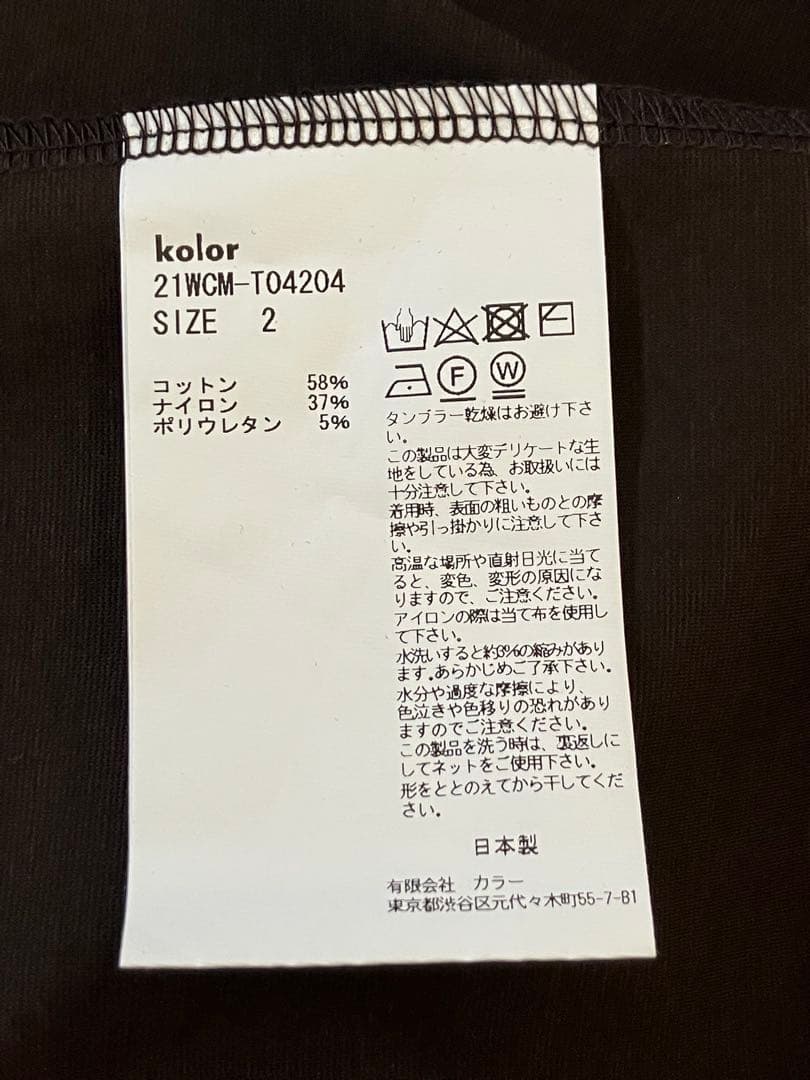 kolor
21WCM-T04204
SIZE 2
コットン 58%
ナイロン 37%
ポリウレタン 5%
F W
タンブラー乾燥はお避け下さ
い。
この製品は大変デリケートな生
地をしている為、お取扱いには
十分注意して下さい。
着用時、表面の粗いものとの摩
擦や引っ掛かりに注意して下さ
い。
高温な場所や直射日光に当て
ると、変色、変形の原因にな
りますので、ご注意ください。
アイロンの際は当て布を使用し
て下さい。
水洗いすると約3%の縮みがあり
ます。あらかじめご了承下さい。
水分や過度な摩擦により、
色泣きや色移りの恐れがあり
ますのでご注意ください。
この製品を洗う時は、裏返しに
してネットをご使用下さい。
形をととのえてから干してくだ
さい。
日本製
有限会社 カラー
東京都渋谷区元代々木町55-7-B1